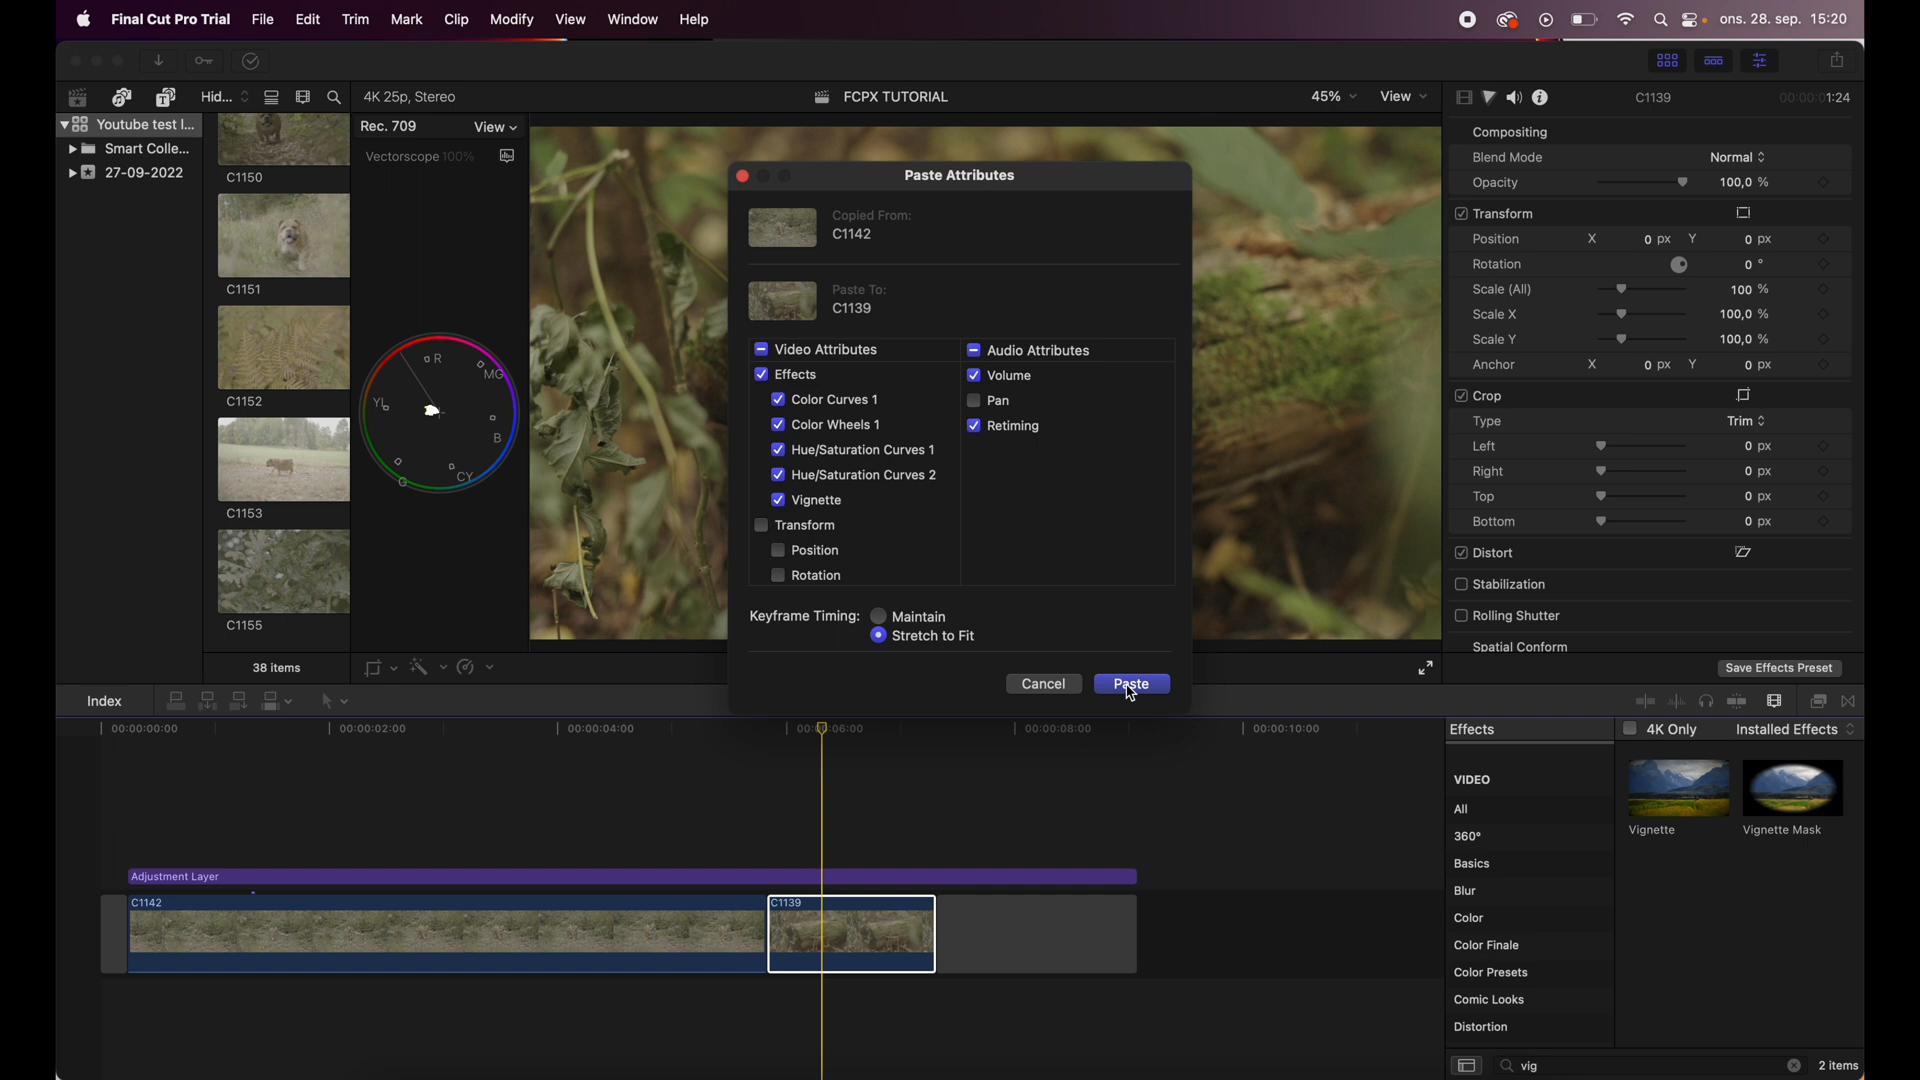 Final Cut Pro Trial File Edit Trim Mark Clip Modify View Window Help
ons. 28. sep. 15:20
Hid...
4K 25p, Stereo
FCPX TUTORIAL
45%
View
C1139
00:00:01:24
Youtube test l...
Smart Colle...
27-09-2022
C1150
C1151
C1152
C1153
C1155
38 items
Rec. 709
View
Vectorscope 100%
R
MG
B
CY
G
YL
Paste Attributes
Copied From:
C1142
Paste To:
C1139
Video Attributes
Effects
Color Curves 1
Color Wheels 1
Hue/Saturation Curves 1
Hue/Saturation Curves 2
Vignette
Transform
Position
Rotation
Audio Attributes
Volume
Pan
Retiming
Keyframe Timing:
Maintain
Stretch to Fit
Cancel
Paste
Compositing
Blend Mode Normal
Opacity 100,0 %
Transform
Position X 0 px Y 0 px
Rotation 0 °
Scale (All) 100 %
Scale X 100,0 %
Scale Y 100,0 %
Anchor X 0 px Y 0 px
Crop
Type Trim
Left 0 px
Right 0 px
Top 0 px
Bottom 0 px
Distort
Stabilization
Rolling Shutter
Spatial Conform
Save Effects Preset
Index
00:00:00:00
00:00:02:00
00:00:04:00
00:00:06:00
00:00:08:00
00:00:10:00
Adjustment Layer
C1142
C1139
Effects
4K Only
Installed Effects
VIDEO
All
360°
Basics
Blur
Color
Color Finale
Color Presets
Comic Looks
Distortion
Vignette
Vignette Mask
vig
2 items